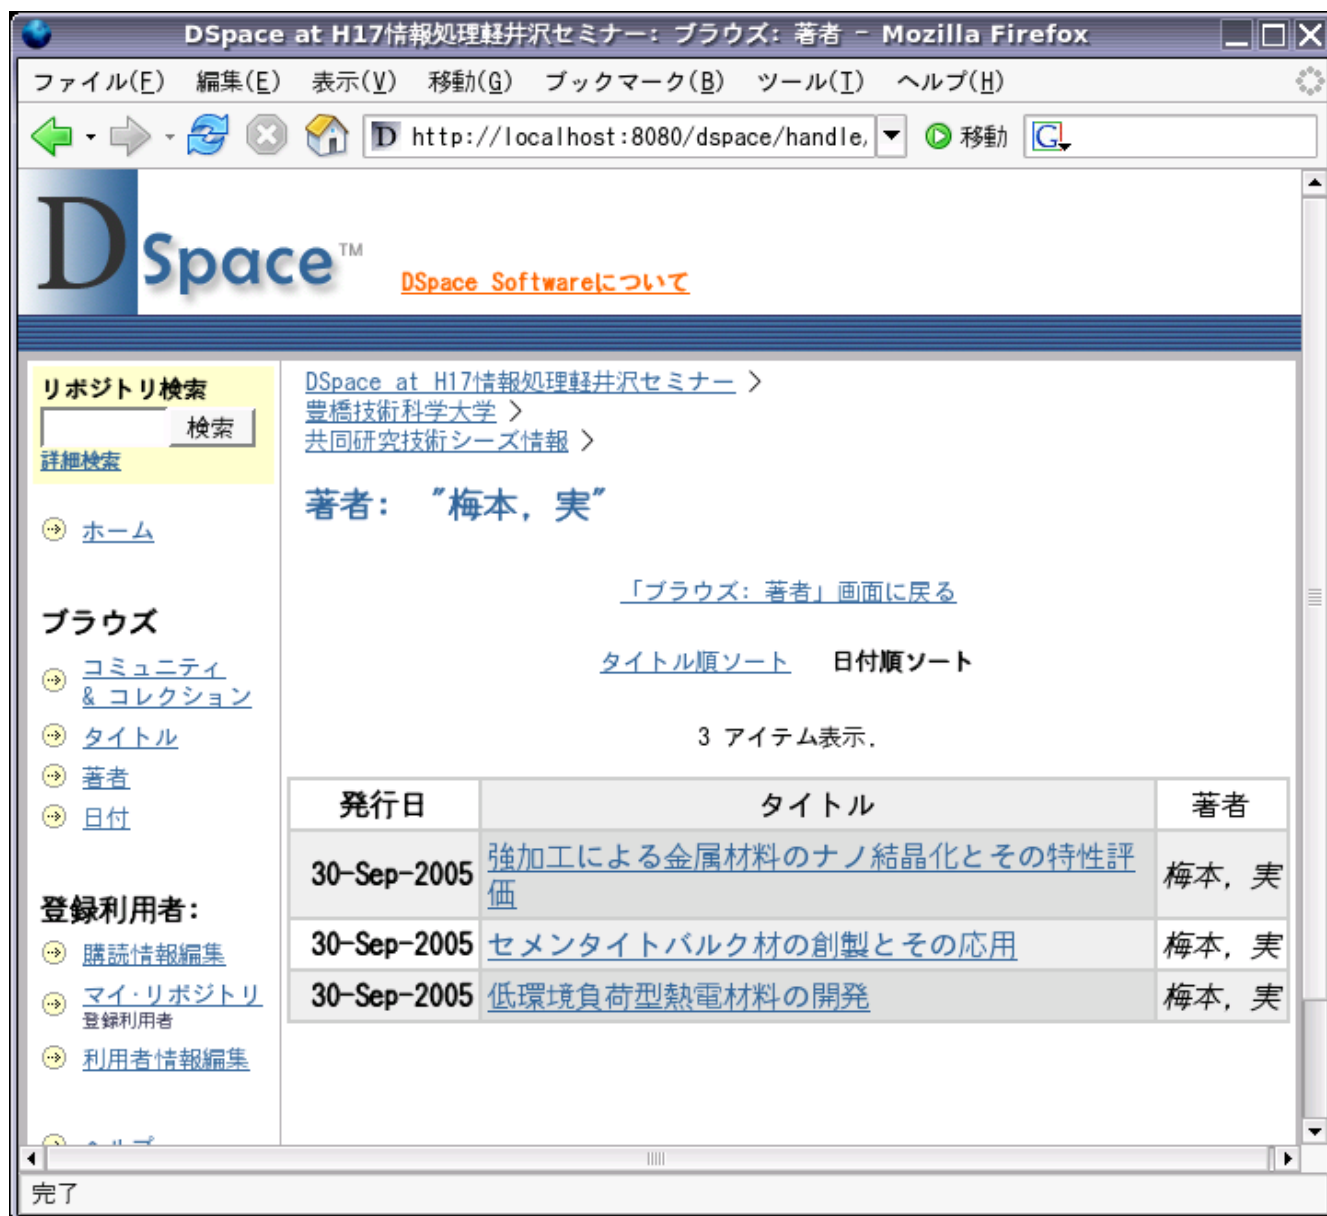 DSpace at H17情報処理軽井沢セミナー: ブラウズ: 著者 - Mozilla Firefox
ファイル(F) 編集(E) 表示(V) 移動(G) ブックマーク(B) ツール(T) ヘルプ(H)
http://localhost:8080/dspace/handle, 移動
DSpace™
DSpace Softwareについて
リポジトリ検索
検索
詳細検索
ホーム
ブラウズ
コミュニティ
& コレクション
タイトル
著者
日付
登録利用者:
購読情報編集
マイ・リポジトリ
登録利用者
利用者情報編集
ヘルプ
DSpace at H17情報処理軽井沢セミナー >
豊橋技術科学大学 >
共同研究技術シーズ情報 >
著者: "梅本, 実"
「ブラウズ: 著者」画面に戻る
タイトル順ソート 日付順ソート
3 アイテム表示.
発行日 タイトル 著者
30-Sep-2005 強加工による金属材料のナノ結晶化とその特性評
価 梅本, 実
30-Sep-2005 セメンタイトバルク材の創製とその応用 梅本, 実
30-Sep-2005 低環境負荷型熱電材料の開発 梅本, 実
完了